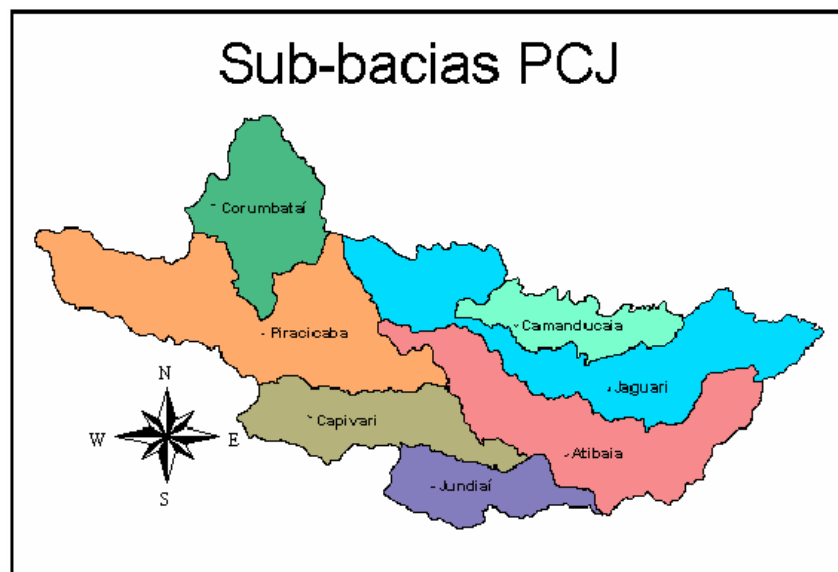 Sub-bacias PCJ
Corumbataí
Camanducaia
Piracicaba
Jaguari
Capivari
Atibaia
Jundiaí
N
W
E
S